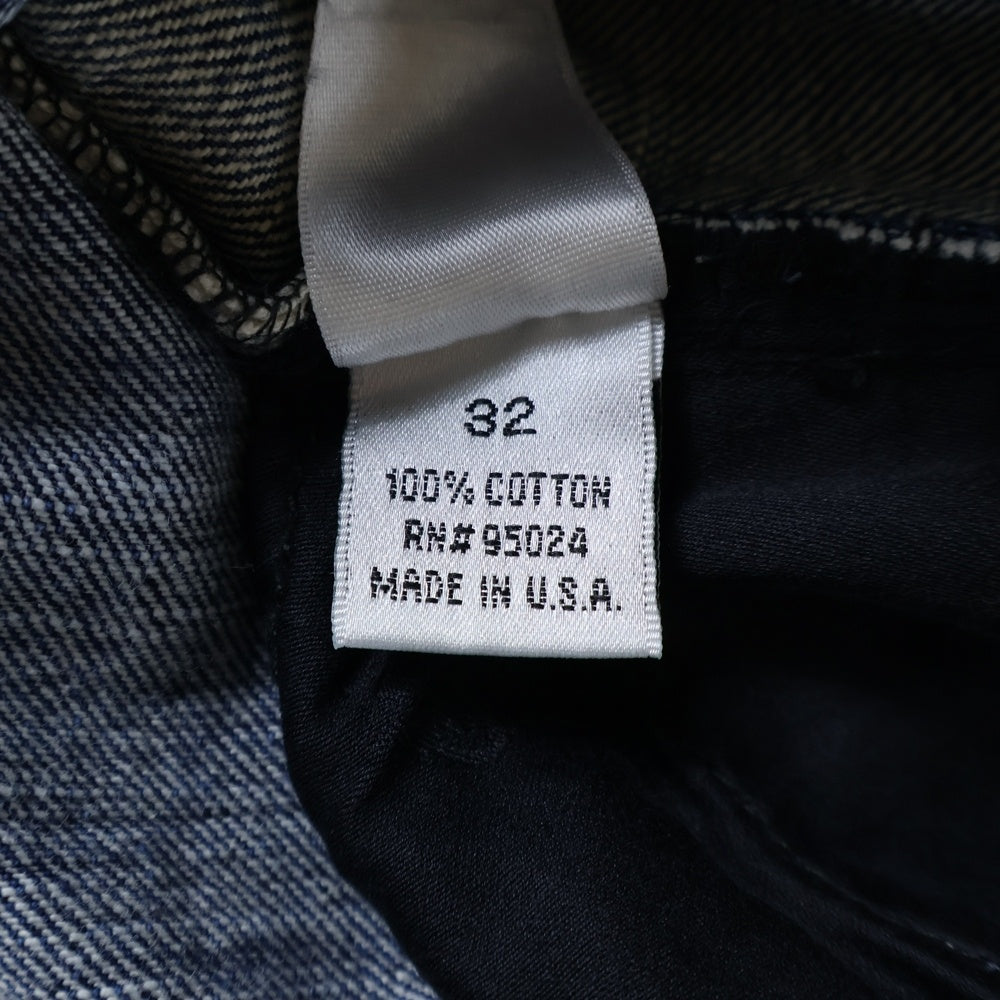 32
100% COTTON
RN# 95024
MADE IN U.S.A.